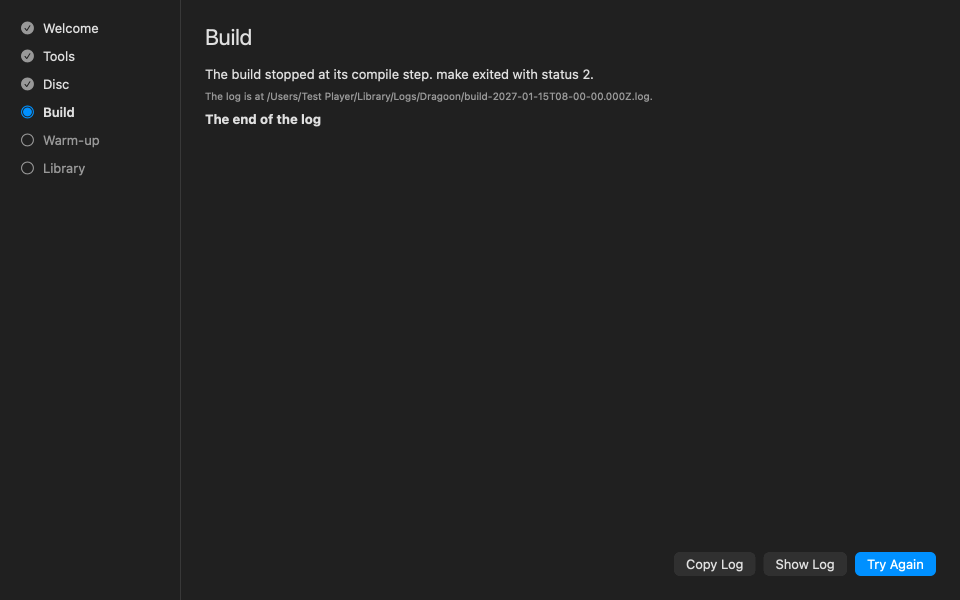 Welcome
Tools
Disc
Build
Warm-up
Library
Build
The build stopped at its compile step. make exited with status 2.
The log is at /Users/Test Player/Library/Logs/Dragoon/build-2027-01-15T08-00-00.000Z.log.
The end of the log
Copy Log
Show Log
Try Again